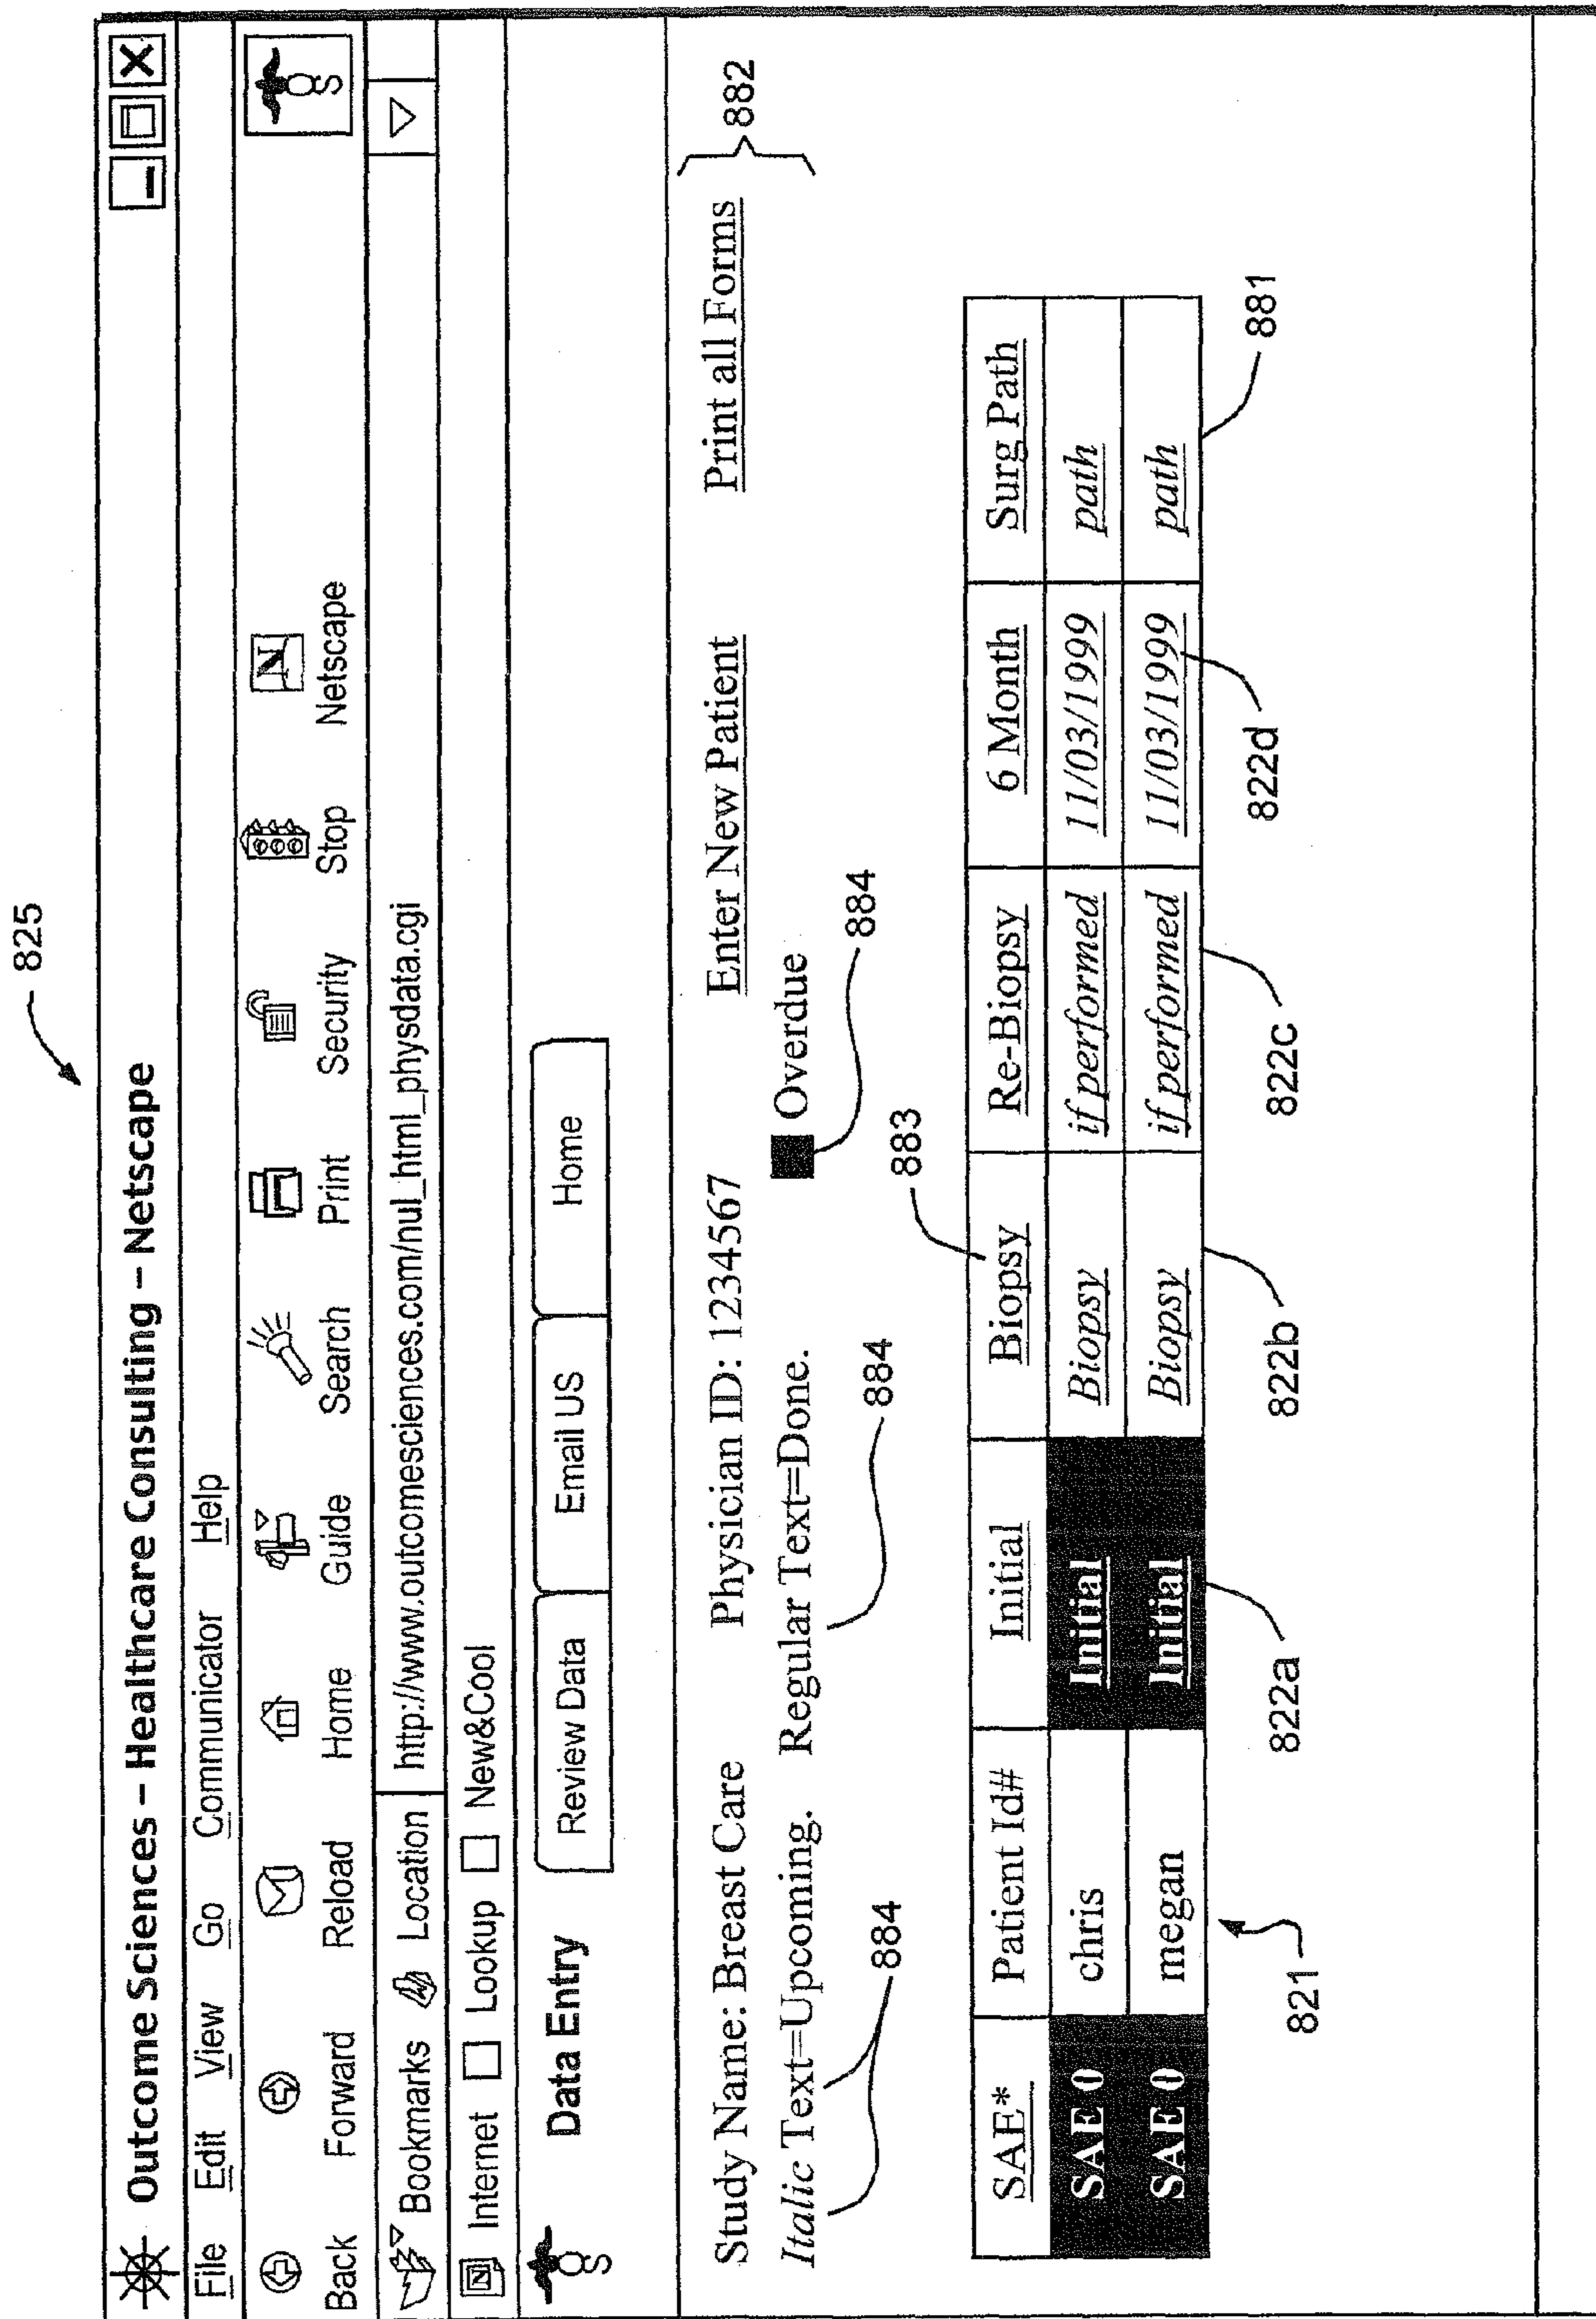 825
Outcome Sciences – Healthcare Consulting – Netscape
File Edit View Go Communicator Help
Back Forward Reload Home Guide Search Print Security Stop Netscape
Bookmarks Location http://www.outcomesciences.com/nul_html_physdata.cgi
Internet Lookup New&Cool
Data Entry Review Data Email US Home
Study Name: Breast Care Physician ID: 1234567 Enter New Patient Print all Forms 882
Italic Text=Upcoming. Regular Text=Done. Overdue
884 884 884
883
SAE* Patient Id# Initial Biopsy Re-Biopsy 6 Month Surg Path
SAE 0 chris Initial Biopsy if performed 11/03/1999 path
SAE 0 megan Initial Biopsy if performed 11/03/1999 path
821 822a 822b 822c 822d 881